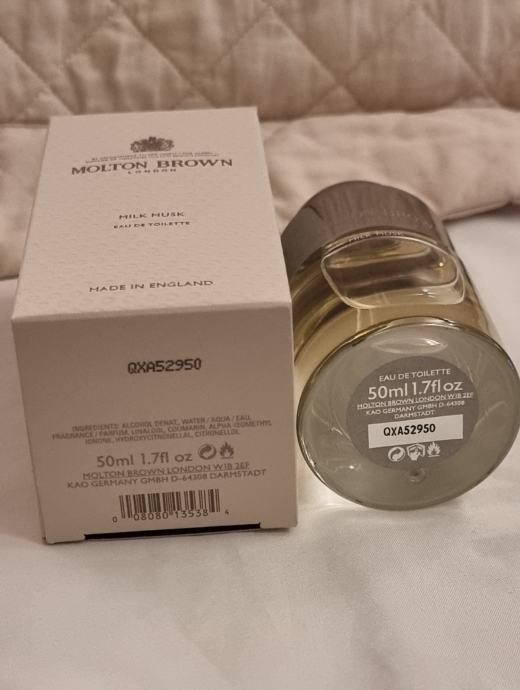 MOLTON BROWN
LONDON
MILK MUSK
EAU DE TOILETTE
MADE IN ENGLAND
QXA52950
INGREDIENTS: ALCOHOL DENAT., WATER / AQUA / EAU,
FRAGRANCE / PARFUM, LINALOOL, COUMARIN, ALPHA-ISOMETHYL
IONONE, HYDROXYCITRONELLAL, CITRONELLOL
50ml 1.7fl oz
MOLTON BROWN LONDON W1B 2EF
KAO GERMANY GMBH D-64308 DARMSTADT
0 08080 13538 4
MILK MUSK
EAU DE TOILETTE
50ml 1.7fl oz
MOLTON BROWN LONDON W1B 2EF
KAO GERMANY GMBH D-64308
DARMSTADT
QXA52950